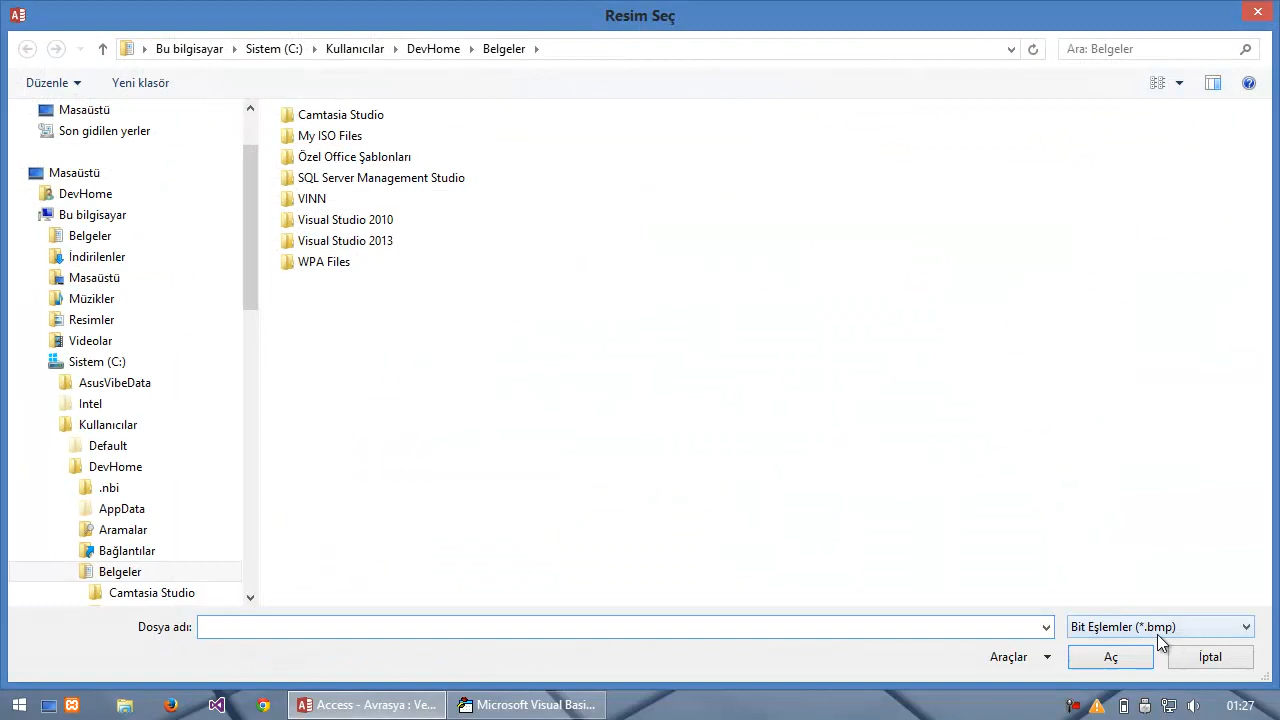 Resim Seç
Bu bilgisayar Sistem (C:) Kullanıcılar DevHome Belgeler
Ara: Belgeler
Düzenle Yeni klasör
Masaüstü
Son gidilen yerler
Masaüstü
DevHome
Bu bilgisayar
Belgeler
İndirilenler
Masaüstü
Müzikler
Resimler
Videolar
Sistem (C:)
AsusVibeData
Intel
Kullanıcılar
Default
DevHome
.nbi
AppData
Aramalar
Bağlantılar
Belgeler
Camtasia Studio
Camtasia Studio
My ISO Files
Özel Office Şablonları
SQL Server Management Studio
VINN
Visual Studio 2010
Visual Studio 2013
WPA Files
Dosya adı:
Bit Eşlemler (*.bmp)
Araçlar
Aç
İptal
Access - Avrasya : Ve...
Microsoft Visual Basi...
01:27